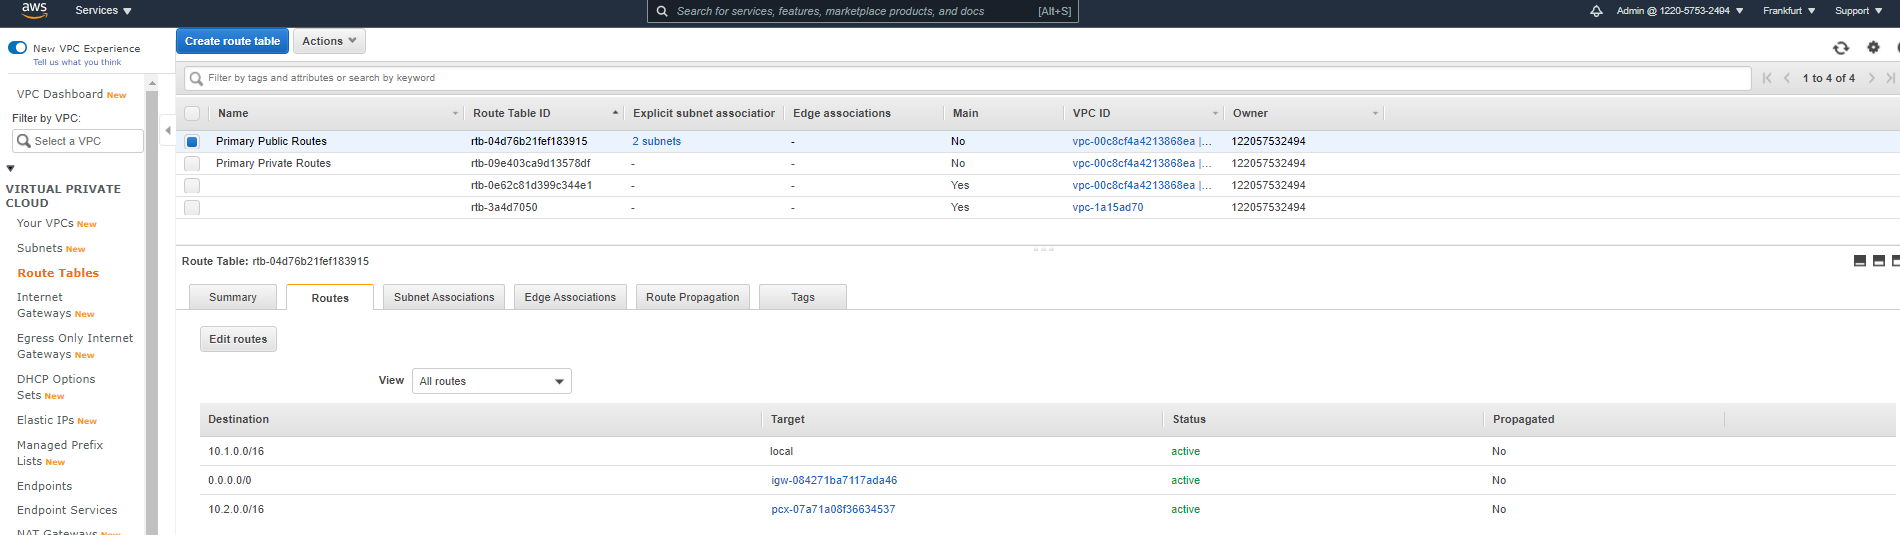 aws Services Search for services, features, marketplace products, and docs [Alt+S] Admin @ 1220-5753-2494 Frankfurt Support
New VPC Experience
Tell us what you think
VPC Dashboard New
Filter by VPC:
Select a VPC
VIRTUAL PRIVATE
CLOUD
Your VPCs New
Subnets New
Route Tables
Internet
Gateways New
Egress Only Internet
Gateways New
DHCP Options
Sets New
Elastic IPs New
Managed Prefix
Lists New
Endpoints
Endpoint Services
NAT Gateways New
Create route table Actions
Filter by tags and attributes or search by keyword 1 to 4 of 4
Name Route Table ID Explicit subnet association Edge associations Main VPC ID Owner
Primary Public Routes rtb-04d76b21fef183915 2 subnets - No vpc-00c8cf4a4213868ea |... 122057532494
Primary Private Routes rtb-09e403ca9d13578df - - No vpc-00c8cf4a4213868ea |... 122057532494
rtb-0e62c81d399c344e1 - - Yes vpc-00c8cf4a4213868ea |... 122057532494
rtb-3a4d7050 - - Yes vpc-1a15ad70 122057532494
Route Table: rtb-04d76b21fef183915
Summary Routes Subnet Associations Edge Associations Route Propagation Tags
Edit routes
View All routes
Destination Target Status Propagated
10.1.0.0/16 local active No
0.0.0.0/0 igw-084271ba7117ada46 active No
10.2.0.0/16 pcx-07a71a08f36634537 active No